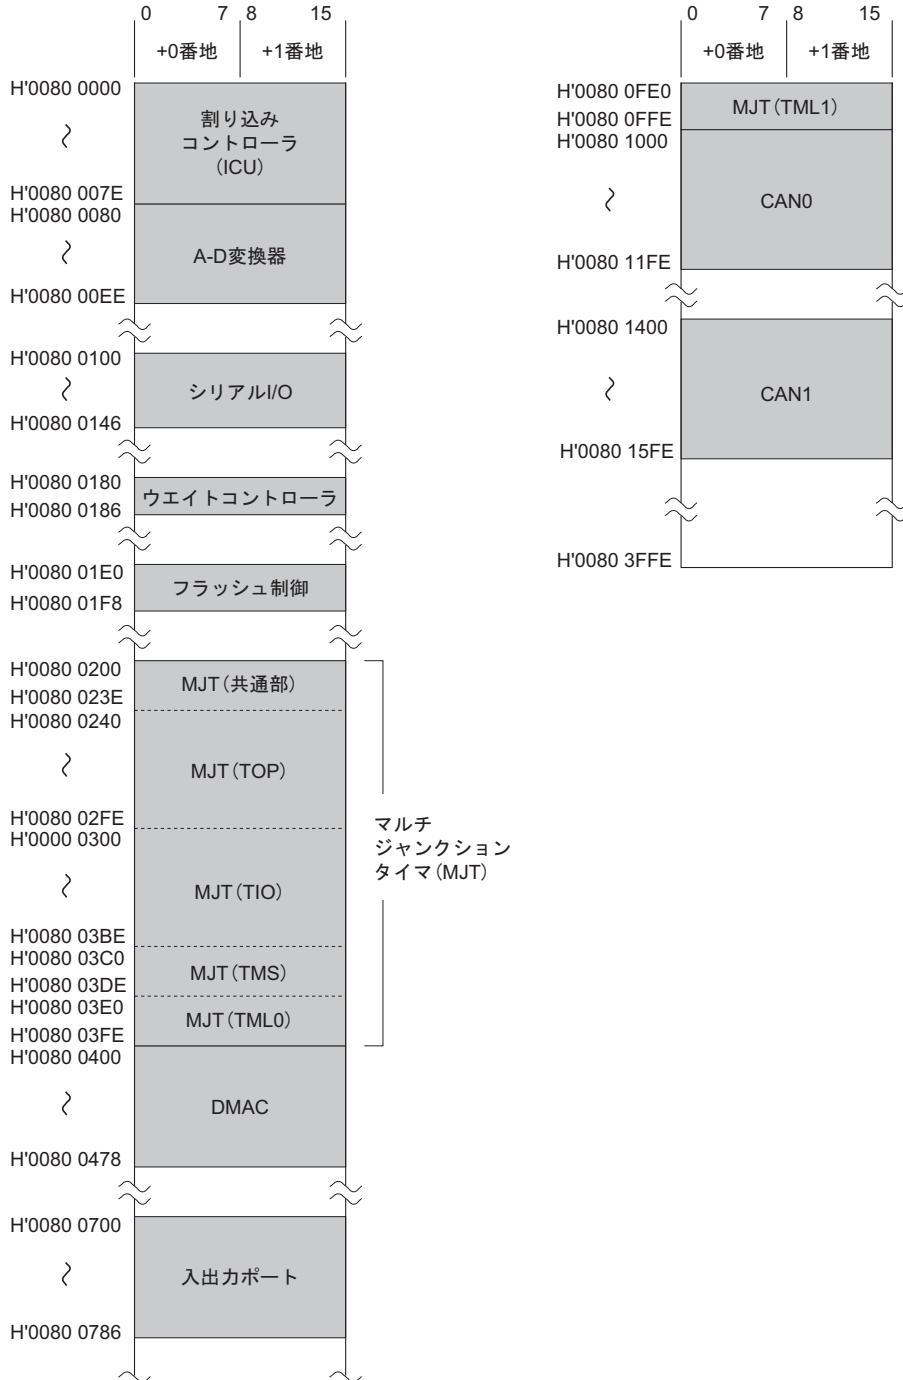 0 7 8 15
+0番地 +1番地
H'0080 0000
割り込み
コントローラ
(ICU)
H'0080 007E
H'0080 0080
A-D変換器
H'0080 00EE
H'0080 0100
シリアルI/O
H'0080 0146
H'0080 0180
ウエイトコントローラ
H'0080 0186
H'0080 01E0
フラッシュ制御
H'0080 01F8
H'0080 0200
MJT(共通部)
H'0080 023E
H'0080 0240
MJT(TOP)
H'0080 02FE
H'0000 0300
MJT(TIO)
H'0080 03BE
H'0080 03C0
MJT(TMS)
H'0080 03DE
H'0080 03E0
MJT(TML0)
H'0080 03FE
マルチ
ジャンクション
タイマ(MJT)
H'0080 0400
DMAC
H'0080 0478
H'0080 0700
入出力ポート
H'0080 0786
0 7 8 15
+0番地 +1番地
H'0080 0FE0
MJT(TML1)
H'0080 0FFE
H'0080 1000
CAN0
H'0080 11FE
H'0080 1400
CAN1
H'0080 15FE
H'0080 3FFE